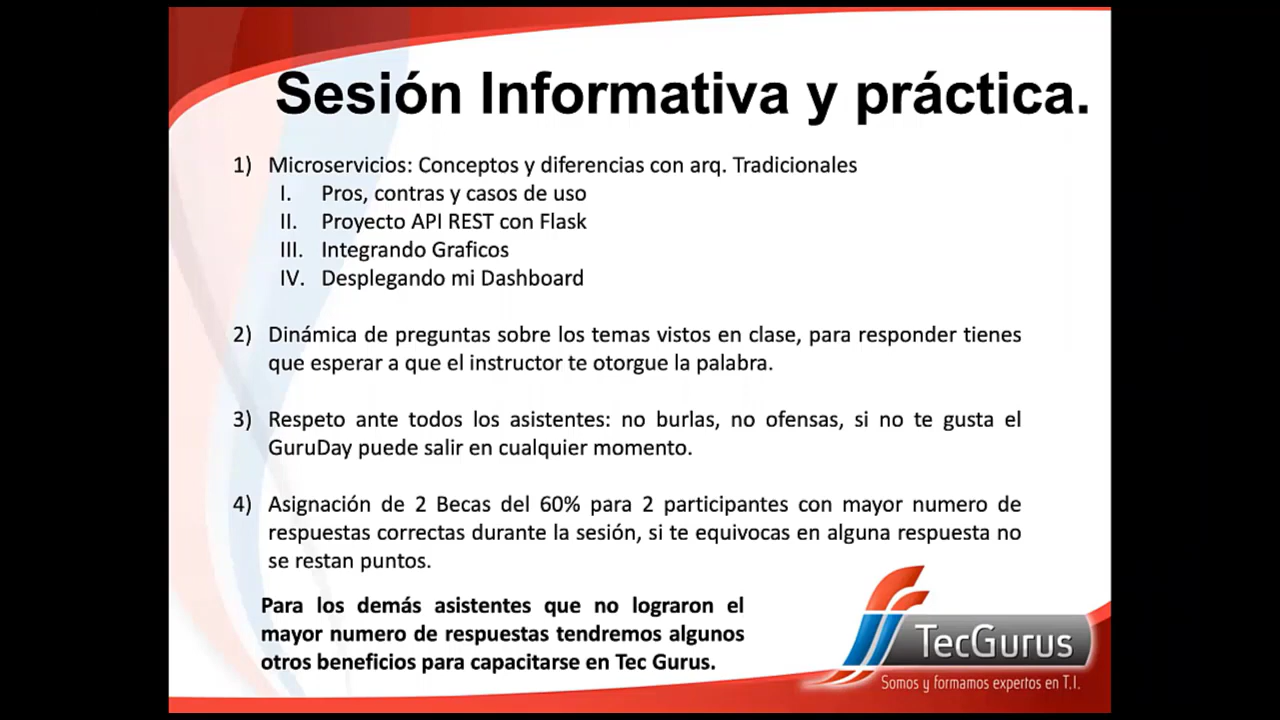 Sesión Informativa y práctica.
1) Microservicios: Conceptos y diferencias con arq. Tradicionales
I. Pros, contras y casos de uso
II. Proyecto API REST con Flask
III. Integrando Graficos
IV. Desplegando mi Dashboard
2) Dinámica de preguntas sobre los temas vistos en clase, para responder tienes
que esperar a que el instructor te otorgue la palabra.
3) Respeto ante todos los asistentes: no burlas, no ofensas, si no te gusta el
GuruDay puede salir en cualquier momento.
4) Asignación de 2 Becas del 60% para 2 participantes con mayor numero de
respuestas correctas durante la sesión, si te equivocas en alguna respuesta no
se restan puntos.
Para los demás asistentes que no lograron el
mayor numero de respuestas tendremos algunos
otros beneficios para capacitarse en Tec Gurus.
TecGurus
Somos y formamos expertos en T.I.